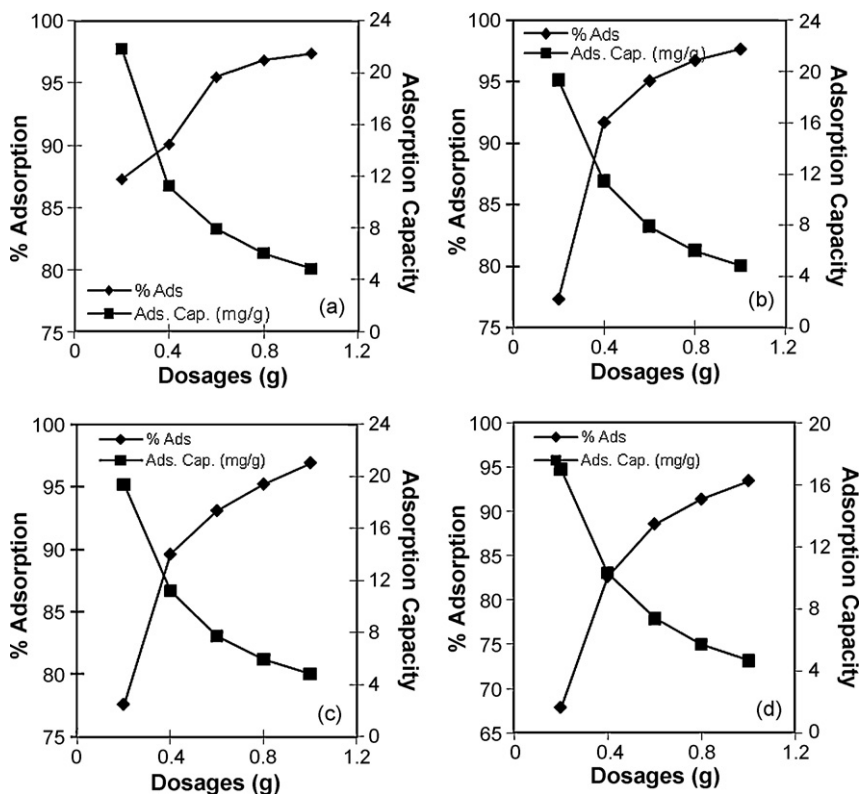 100
95
90
85
80
75
% Adsorption
24
20
16
12
8
4
0
Adsorption Capacity
% Ads
Ads. Cap. (mg/g)
(a)
0 0.4 0.8 1.2
Dosages (g)
100
95
90
85
80
75
% Adsorption
24
20
16
12
8
4
0
Adsorption Capacity
% Ads
Ads. Cap. (mg/g)
(b)
0 0.4 0.8 1.2
Dosages (g)
100
95
90
85
80
75
% Adsorption
24
20
16
12
8
4
0
Adsorption Capacity
% Ads
Ads. Cap. (mg/g)
(c)
0 0.4 0.8 1.2
Dosages (g)
100
95
90
85
80
75
70
65
% Adsorption
20
16
12
8
4
0
Adsorption Capacity
% Ads
Ads. Cap. (mg/g)
(d)
0 0.4 0.8 1.2
Dosages (g)